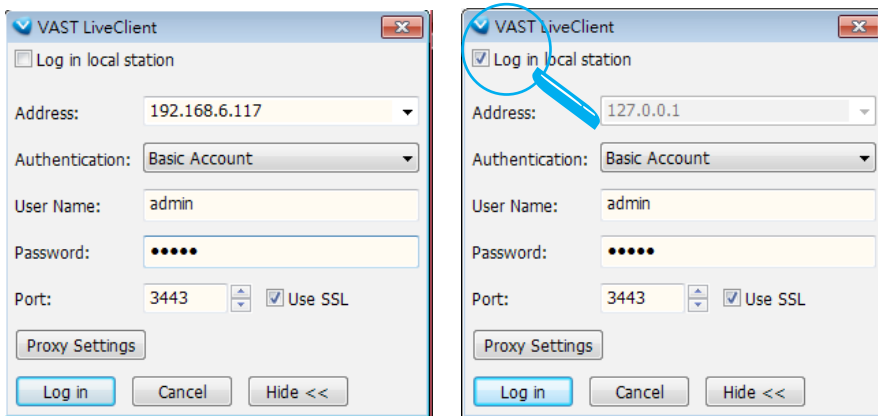 VAST LiveClient
Log in local station
Address: 192.168.6.117
Authentication: Basic Account
User Name: admin
Password: •••••
Port: 3443 Use SSL
Proxy Settings
Log in Cancel Hide <<
VAST LiveClient
Log in local station
Address: 127.0.0.1
Authentication: Basic Account
User Name: admin
Password: •••••
Port: 3443 Use SSL
Proxy Settings
Log in Cancel Hide <<